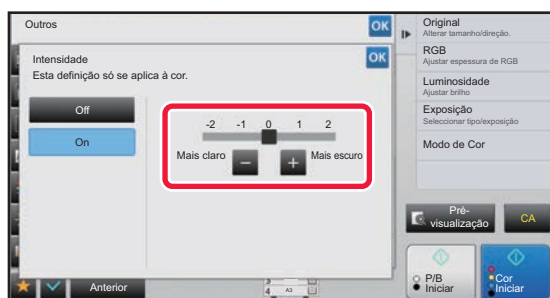 Outros
OK
Intensidade
OK
Esta definição só se aplica à cor.
Off
On
-2 -1 0 1 2
Mais claro
Mais escuro
Anterior
3
4 A3
Original
Alterar tamanho/direção.
RGB
Ajustar espessura de RGB
Luminosidade
Ajustar brilho
Exposição
Seleccionar tipo/exposição
Modo de Cor
Pré-
visualização
CA
P/B
Iniciar
Cor
Iniciar